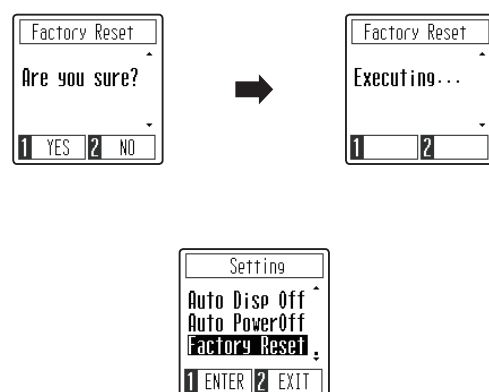 Factory Reset
Are you sure?
1 YES 2 NO
Factory Reset
Executing···
1 2
Setting
Auto Disp Off
Auto PowerOff
Factory Reset
1 ENTER 2 EXIT